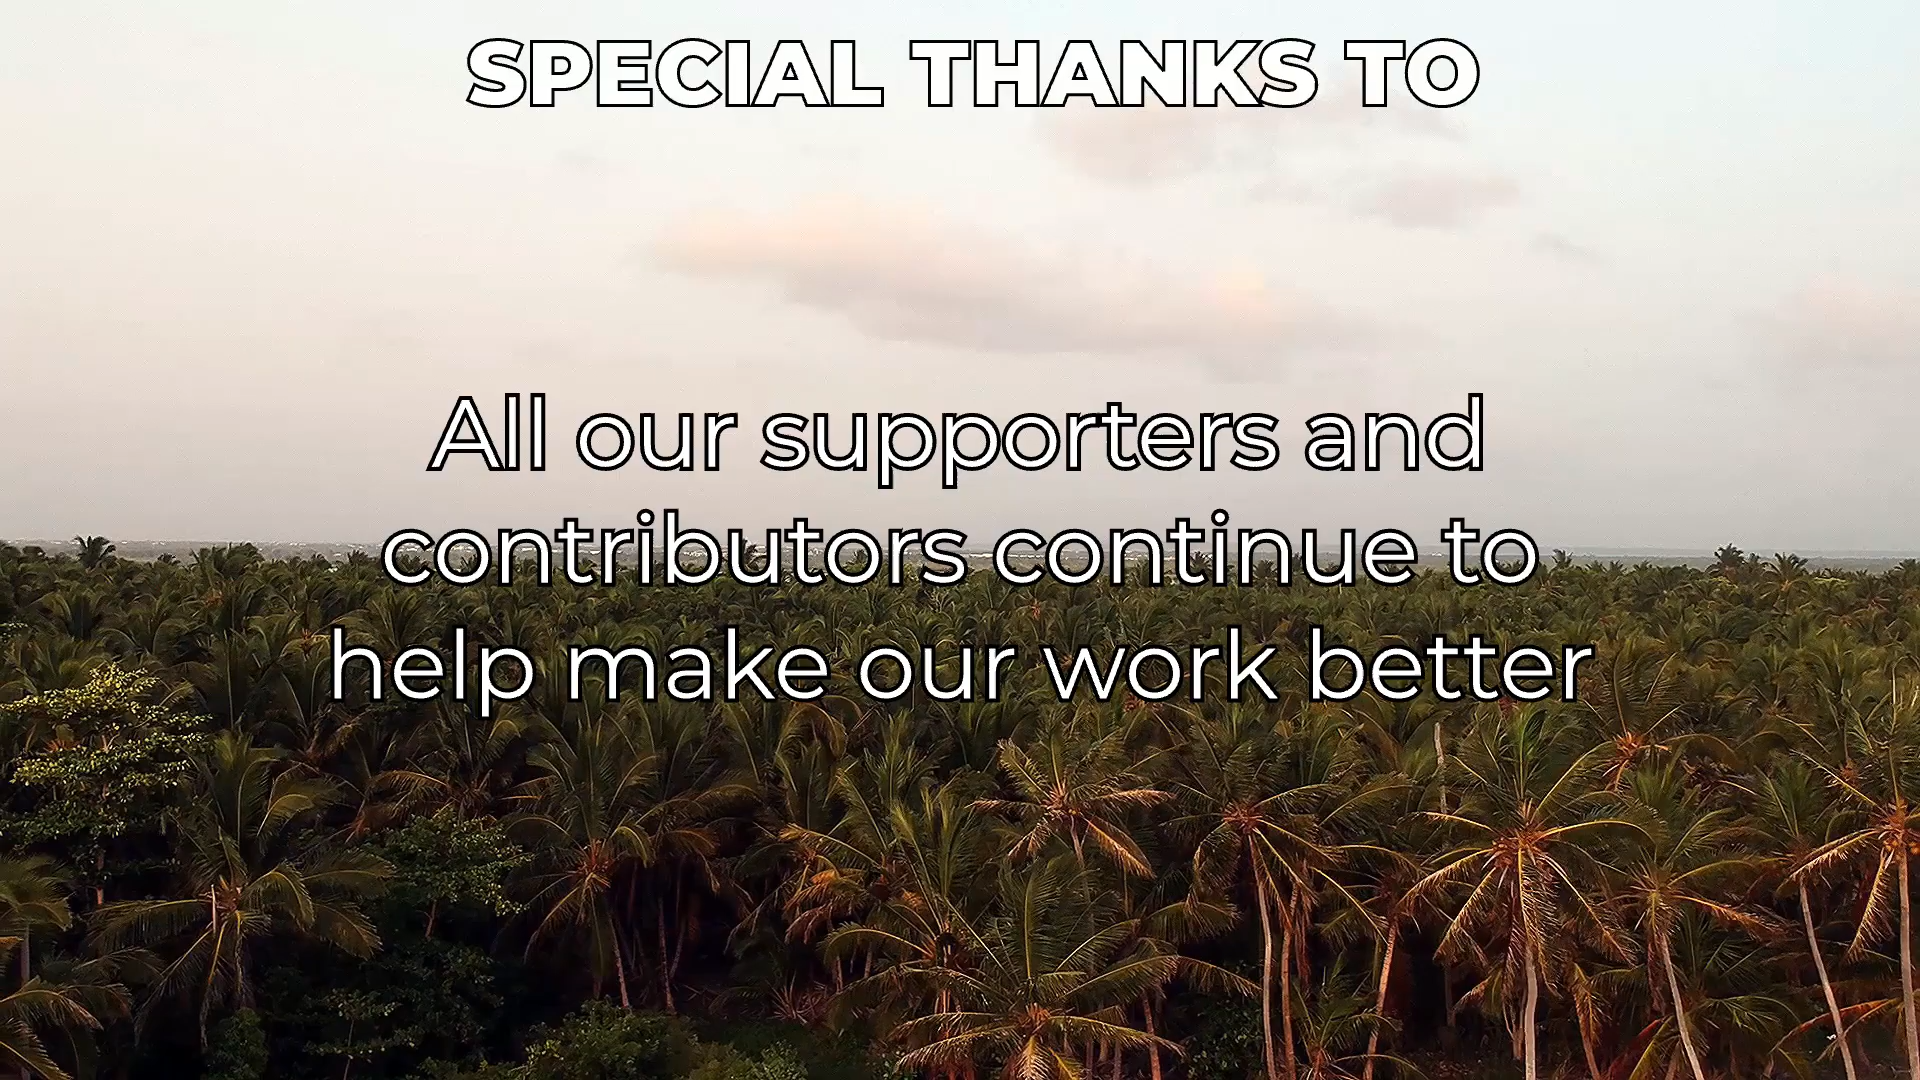 SPECIAL THANKS TO
All our supporters and
contributors continue to
help make our work better